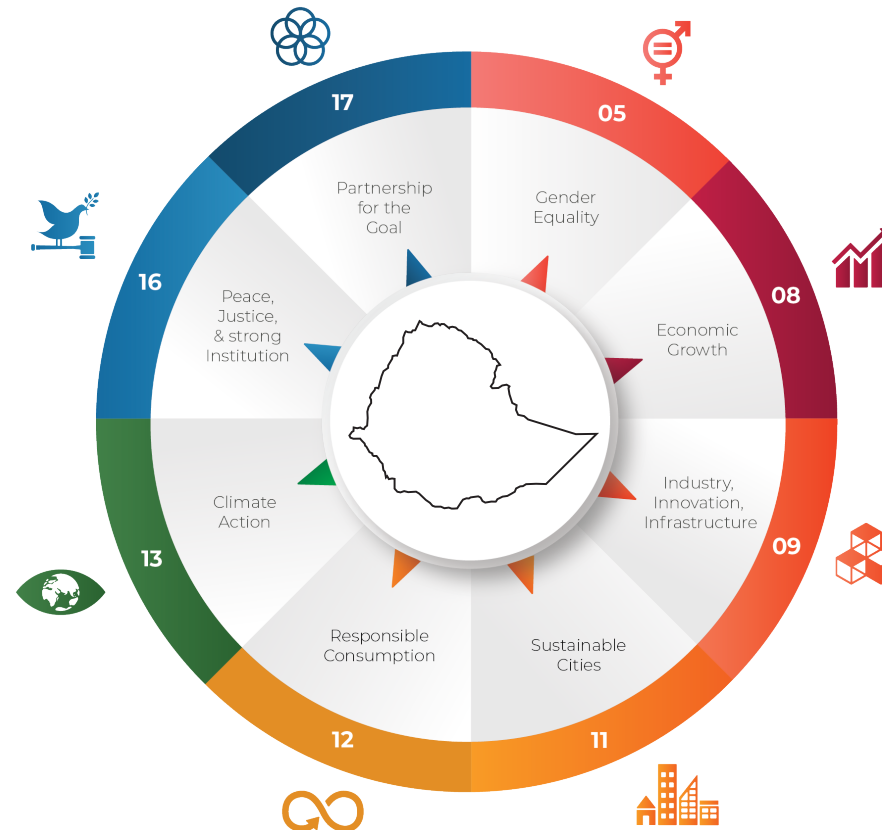 17
Partnership
for the
Goal
05
Gender
Equality
08
Economic
Growth
09
Industry,
Innovation,
Infrastructure
11
Sustainable
Cities
12
Responsible
Consumption
13
Climate
Action
16
Peace,
Justice,
& strong
Institution